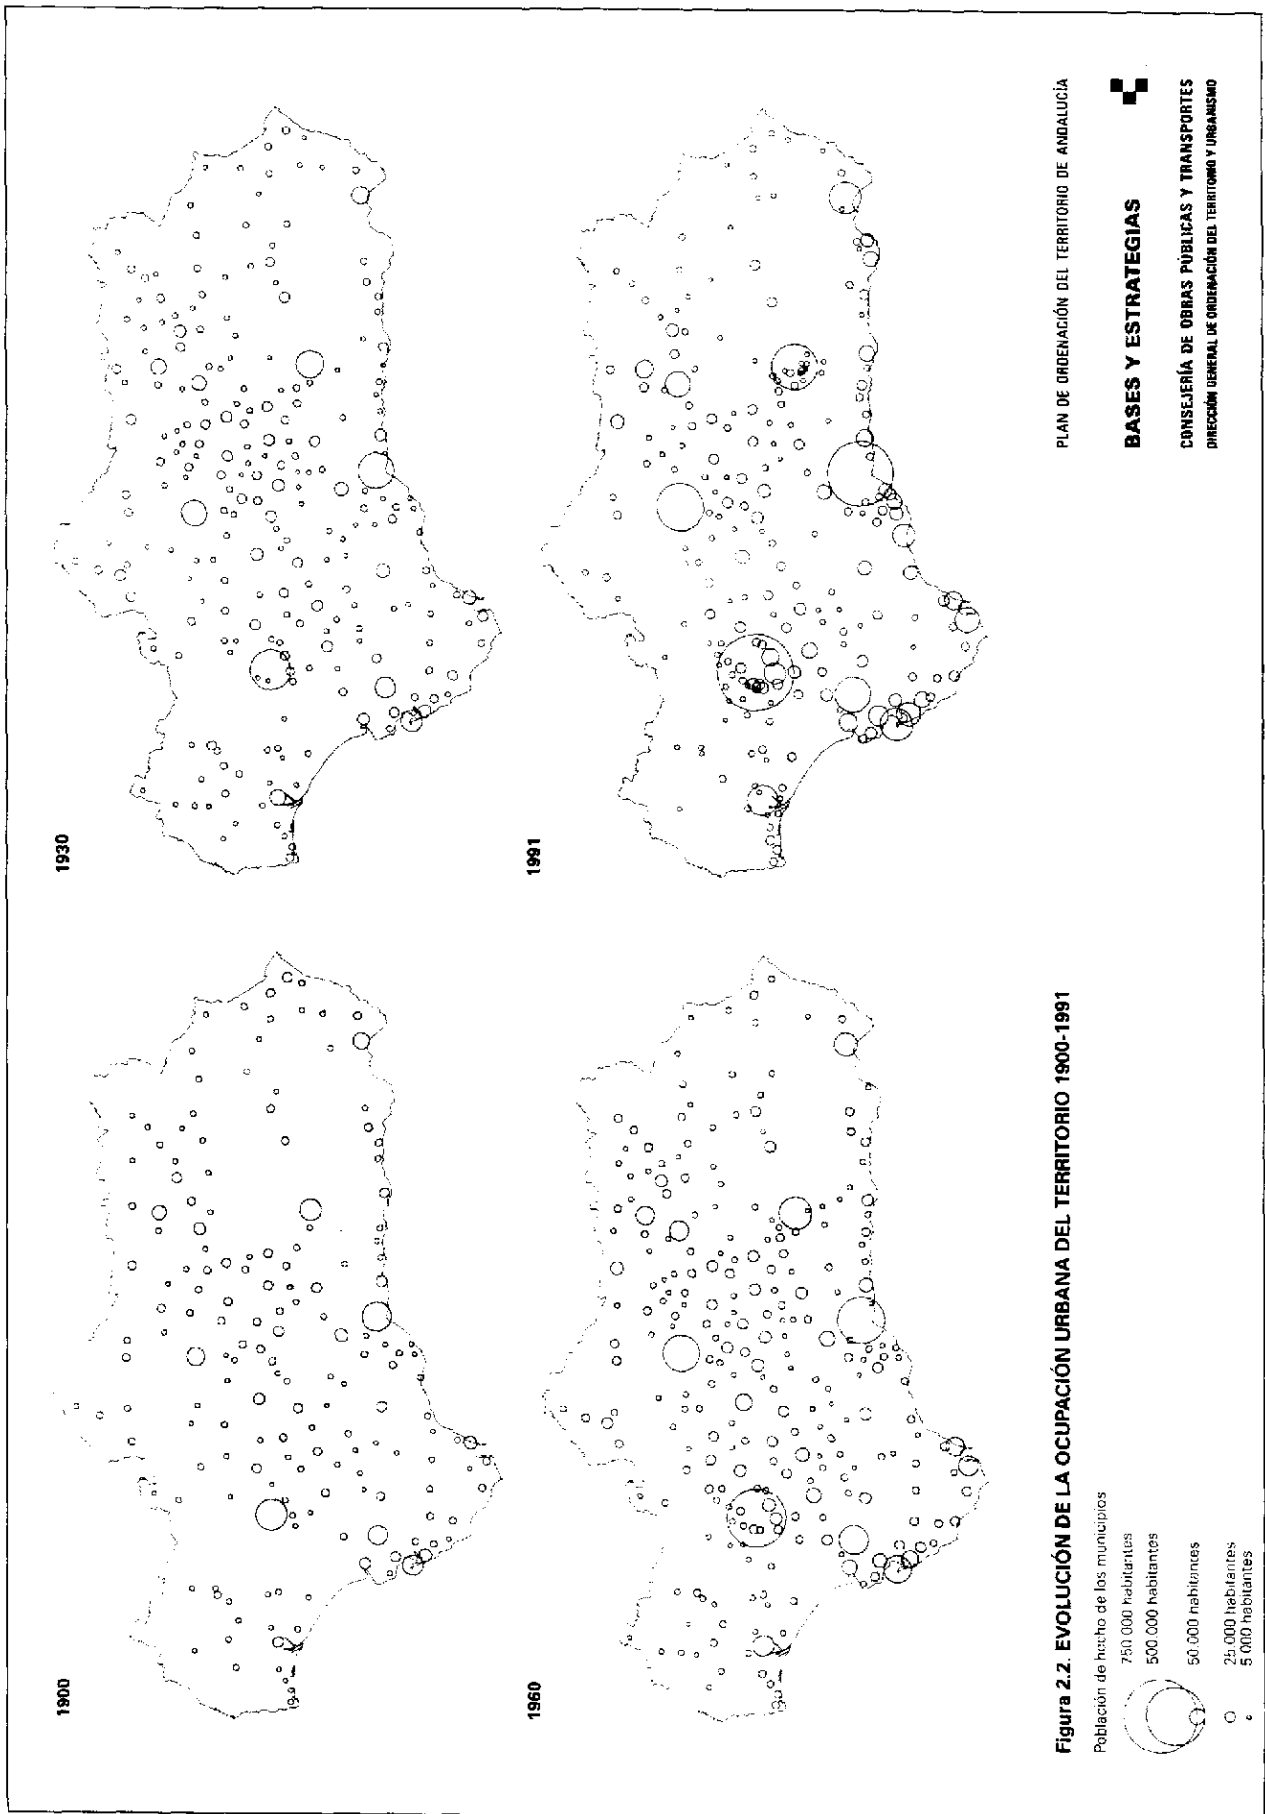 1900
1930
1960
1991
Figura 2.2. EVOLUCIÓN DE LA OCUPACIÓN URBANA DEL TERRITORIO 1900-1991
Población de hecho de los municipios
750.000 habitantes
500.000 habitantes
50.000 habitantes
25.000 habitantes
5.000 habitantes
PLAN DE ORDENACIÓN DEL TERRITORIO DE ANDALUCÍA
BASES Y ESTRATEGIAS
CONSEJERÍA DE OBRAS PÚBLICAS Y TRANSPORTES
DIRECCIÓN GENERAL DE ORDENACIÓN DEL TERRITORIO Y URBANISMO